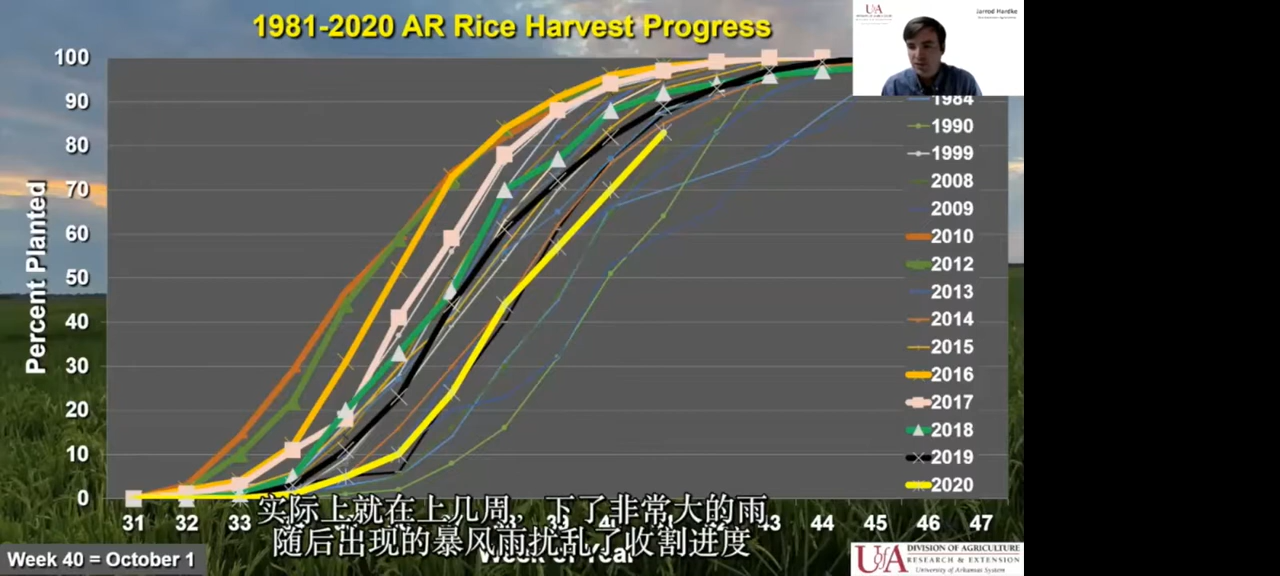 1981-2020 AR Rice Harvest Progress
Jarrod Hardke
Percent Planted
100
90
80
70
60
50
40
30
20
10
0
31 32 33 43 44 45 46 47
1984
1990
1999
2008
2009
2010
2012
2013
2014
2015
2016
2017
2018
2019
2020
实际上就在上几周，下了非常大的雨
随后出现的暴风雨扰乱了收割进度
Week of Year
Week 40 = October 1
UofA DIVISION OF AGRICULTURE
RESEARCH & EXTENSION
University of Arkansas System